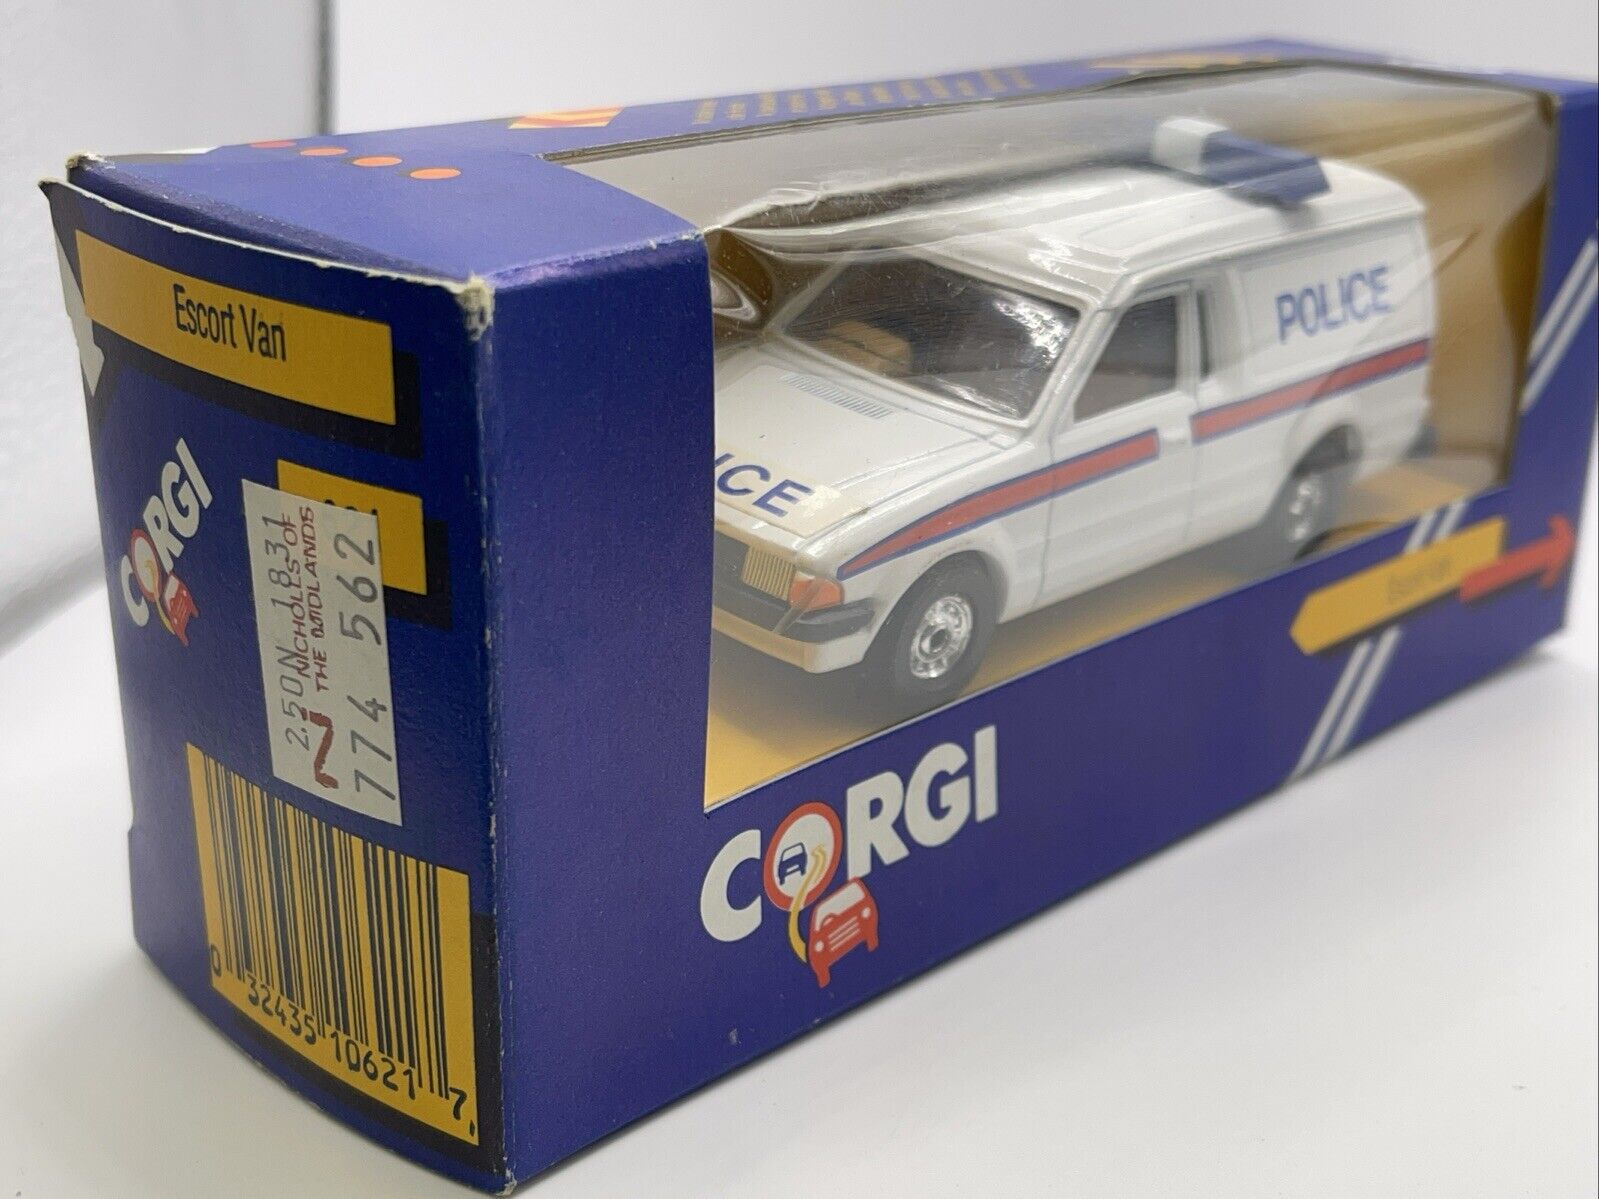 Escort Van
CORGI
2.50N 1831
NICHOLLS OF
THE MIDLANDS
774 562
0 32435 10621 7
POLICE
ICE
CORGI